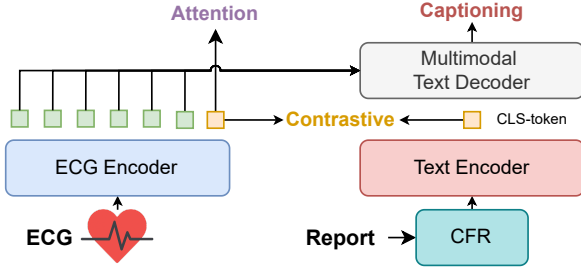 Attention
Captioning
Multimodal
Text Decoder
Contrastive
CLS-token
ECG Encoder
Text Encoder
ECG
Report
CFR